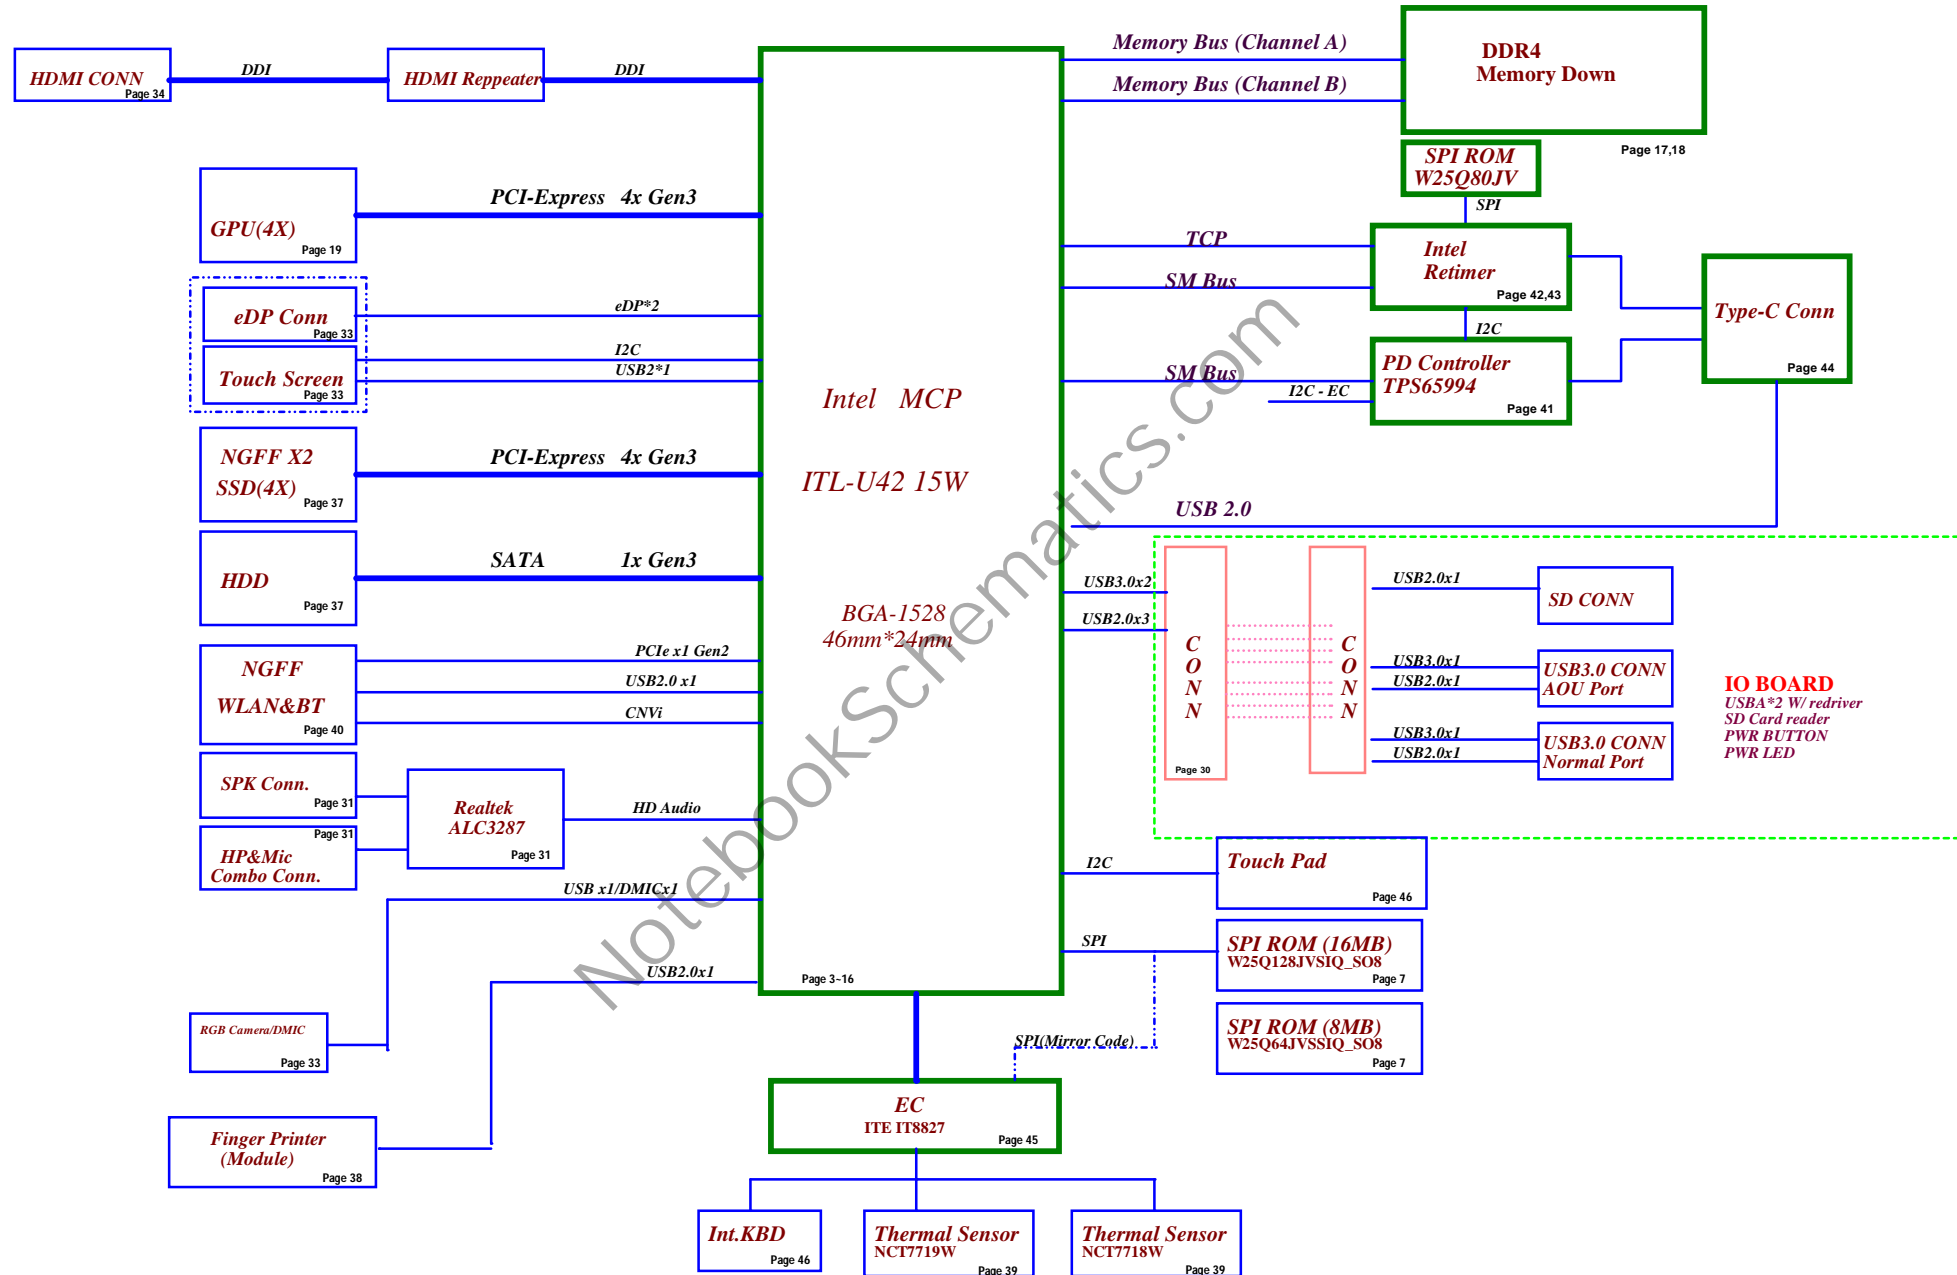 HDMI CONN
Page 34
DDI
HDMI Reppeater
DDI
Memory Bus (Channel A)
Memory Bus (Channel B)
DDR4
Memory Down
Page 17,18
SPI ROM
W25Q80JV
SPI
GPU(4X)
Page 19
PCI-Express 4x Gen3
TCP
SM Bus
Intel
Retimer
Page 42,43
I2C
Type-C Conn
Page 44
eDP Conn
Page 33
eDP*2
Touch Screen
Page 33
I2C
USB2*1
SM Bus
I2C - EC
PD Controller
TPS65994
Page 41
Intel MCP
ITL-U42 15W
BGA-1528
46mm*24mm
Page 3~16
NGFF X2
SSD(4X)
Page 37
PCI-Express 4x Gen3
USB 2.0
HDD
Page 37
SATA 1x Gen3
USB3.0x2
USB2.0x3
C
O
N
N
Page 30
C
O
N
N
USB2.0x1
SD CONN
USB3.0x1
USB2.0x1
USB3.0 CONN
AOU Port
USB3.0x1
USB2.0x1
USB3.0 CONN
Normal Port
IO BOARD
USBA*2 W/ redriver
SD Card reader
PWR BUTTON
PWR LED
NGFF
WLAN&BT
Page 40
PCIe x1 Gen2
USB2.0 x1
CNVi
SPK Conn.
Page 31
HP&Mic
Combo Conn.
Page 31
Realtek
ALC3287
Page 31
HD Audio
USB x1/DMICx1
USB2.0x1
I2C
Touch Pad
Page 46
SPI
SPI ROM (16MB)
W25Q128JVSIQ_SO8
Page 7
SPI ROM (8MB)
W25Q64JVSSIQ_SO8
Page 7
SPI(Mirror Code)
RGB Camera/DMIC
Page 33
Finger Printer
(Module)
Page 38
EC
ITE IT8827
Page 45
Int.KBD
Page 46
Thermal Sensor
NCT7719W
Page 39
Thermal Sensor
NCT7718W
Page 39
NotebookSchematics.com